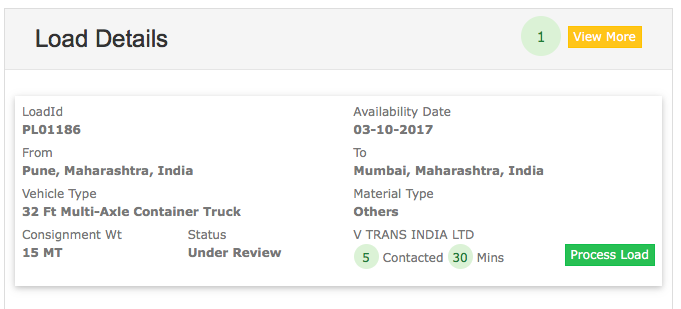 Load Details
1 View More
LoadId Availability Date
PL01186 03-10-2017
From To
Pune, Maharashtra, India Mumbai, Maharashtra, India
Vehicle Type Material Type
32 Ft Multi-Axle Container Truck Others
Consignment Wt Status V TRANS INDIA LTD
15 MT Under Review 5 Contacted 30 Mins Process Load